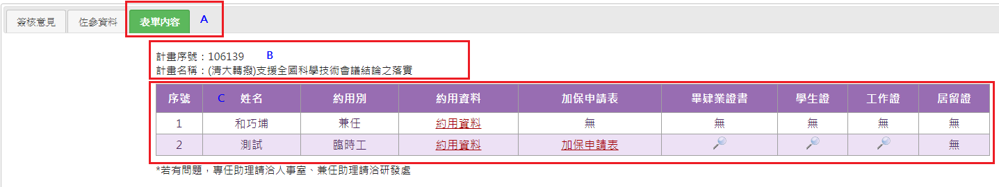 簽核意見 佐參資料 表單內容 A
計畫序號：106139 B
計畫名稱：(清大轉撥)支援全國科學技術會議結論之落實
序號 C 姓名 約用別 約用資料 加保申請表 畢肄業證書 學生證 工作證 居留證
1 和巧埔 兼任 約用資料 無 無 無 無 無
2 測試 臨時工 約用資料 加保申請表 無
*若有問題，專任助理請洽人事室、兼任助理請洽研發處